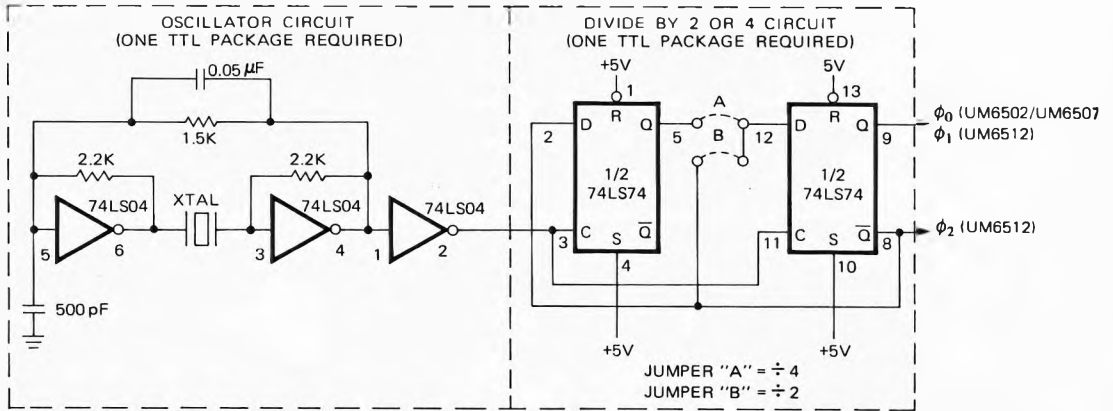 OSCILLATOR CIRCUIT
(ONE TTL PACKAGE REQUIRED)
0.05 μF
1.5K
2.2K
2.2K
XTAL
74LS04
74LS04
74LS04
5
6
3
4
1
2
500 pF
DIVIDE BY 2 OR 4 CIRCUIT
(ONE TTL PACKAGE REQUIRED)
+5V
5V
1
13
R
R
A
B
2
D
Q
5
12
D
Q
9
1/2
74LS74
1/2
74LS74
3
C
S
Q̅
11
C
S
Q̅
8
4
10
+5V
+5V
JUMPER "A" = ÷ 4
JUMPER "B" = ÷ 2
ϕ0 (UM6502/UM6507
ϕ1 (UM6512)
ϕ2 (UM6512)